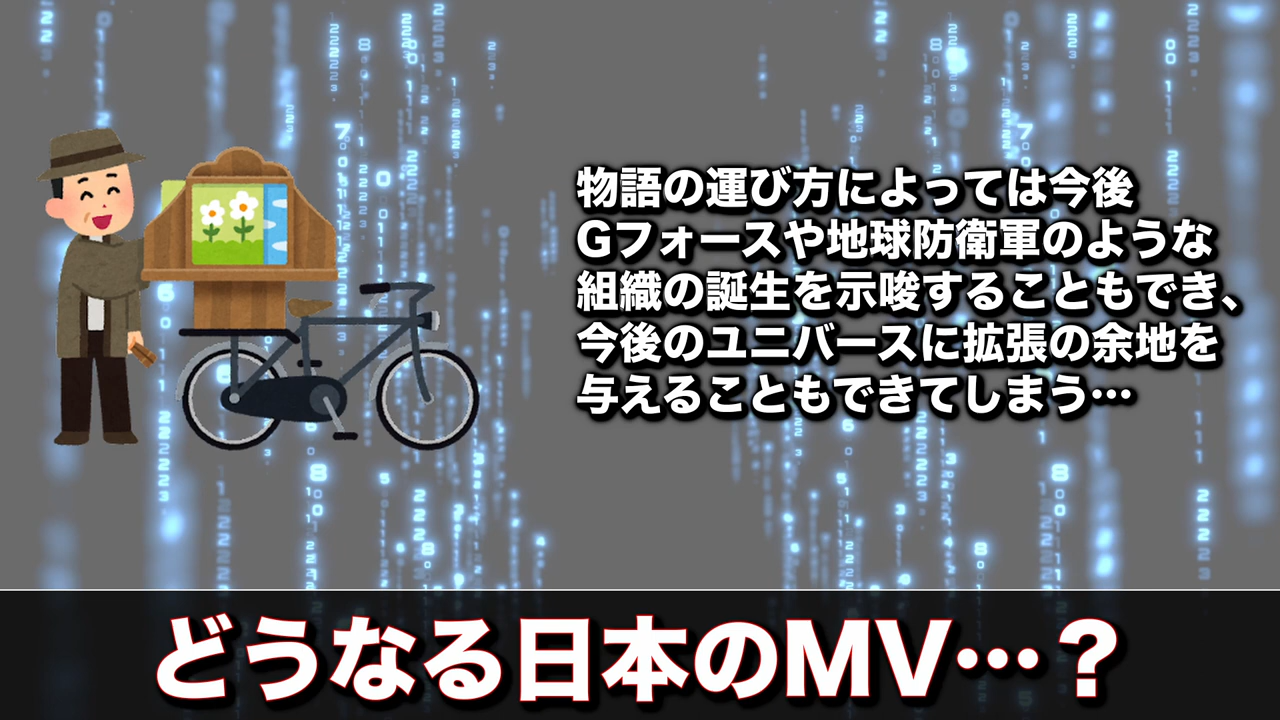 物語の運び方によっては今後
Gフォースや地球防衛軍のような
組織の誕生を示唆することもでき、
今後のユニバースに拡張の余地を
与えることもできてしまう…
どうなる日本のMV…？